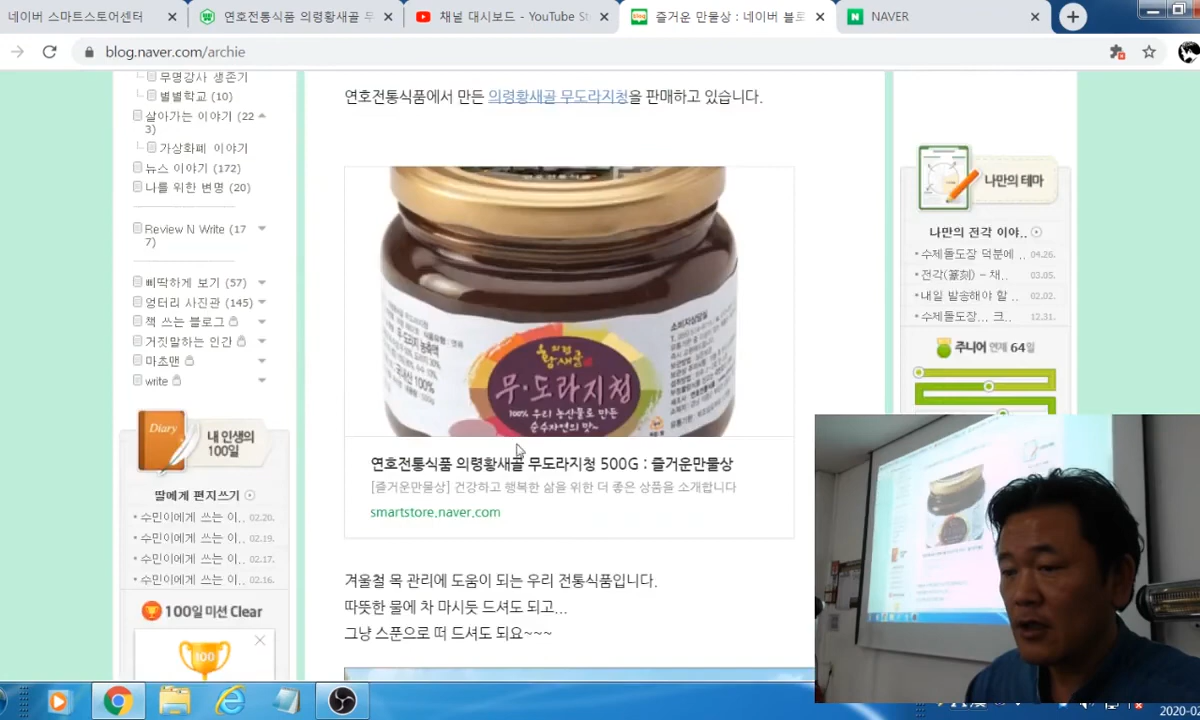 네이버 스마트스토어센터
연호전통식품 의령황새골 무
채널 대시보드 - YouTube St
즐거운 만물상 : 네이버 블로
NAVER
blog.naver.com/archie
무명강사 생존기
별별학교 (10)
살아가는 이야기 (22
3)
가상화폐 이야기
뉴스 이야기 (172)
나를 위한 변명 (20)
Review N Write (17
7)
삐딱하게 보기 (57)
엉터리 사진관 (145)
책 쓰는 블로그
거짓말하는 인간
마초맨
write
Diary
내 인생의
100일
딸에게 편지쓰기
수민이에게 쓰는 이.. 02.20.
수민이에게 쓰는 이.. 02.19.
수민이에게 쓰는 이.. 02.17.
수민이에게 쓰는 이.. 02.16.
100일 미션 Clear
100
연호전통식품에서 만든 의령황새골 무도라지청을 판매하고 있습니다.
의령
황새골
무·도라지청
100% 우리 농산물로 만든
순수자연의 맛~
연호전통식품 의령황새골 무도라지청 500G : 즐거운만물상
[즐거운만물상] 건강하고 행복한 삶을 위한 더 좋은 상품을 소개합니다
smartstore.naver.com
겨울철 목 관리에 도움이 되는 우리 전통식품입니다.
따뜻한 물에 차 마시듯 드셔도 되고...
그냥 스푼으로 떠 드셔도 되요~~~
나만의 테마
나만의 전각 이야..
수제돌도장 덕분에 .. 04.26.
전각(篆刻) - 채.. 03.05.
내일 발송해야 할 .. 02.02.
수제돌도장... 크.. 12.31.
주니어 연재 64일
2020-02